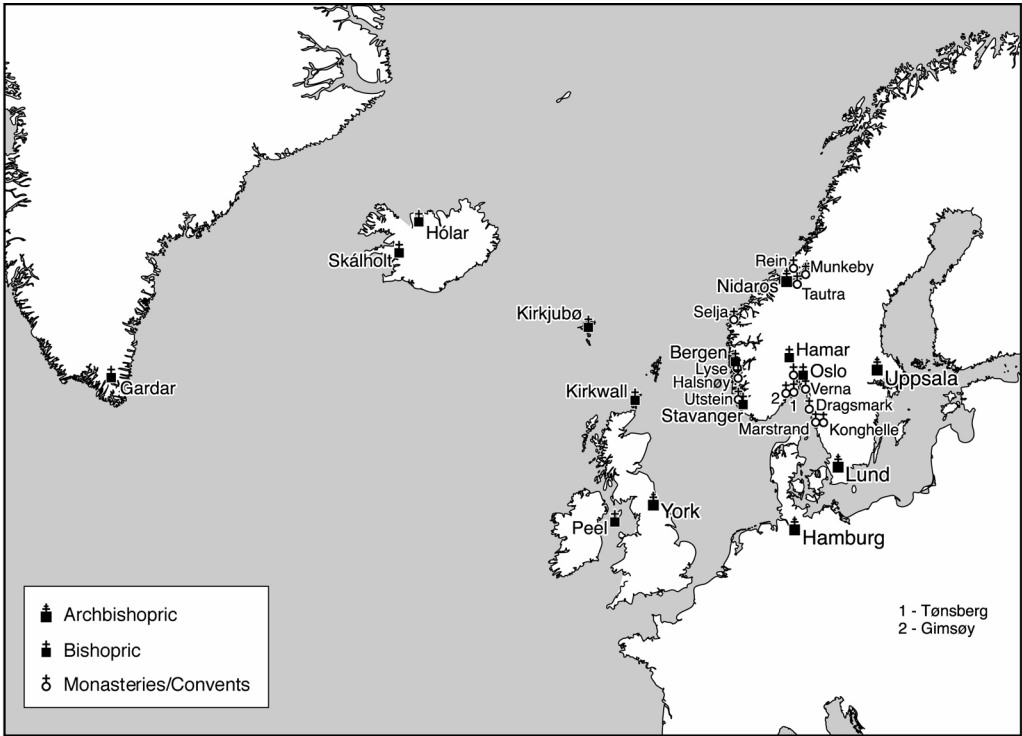 Hólar
Skálholt
Rein
Munkeby
Nidaros
Tautra
Kirkjubø
Selja
Bergen
Hamar
Lyse
Oslo
Halsnøy
Uppsala
Gardar
Kirkwall
Utstein
Verna
2
1
Dragsmark
Stavanger
Marstrand
Konghelle
Lund
York
Peel
Hamburg
Archbishopric
Bishopric
Monasteries/Convents
1 - Tønsberg
2 - Gimsøy